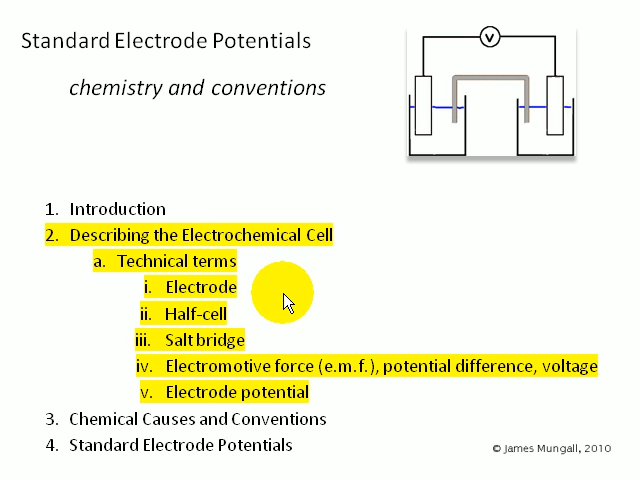 Standard Electrode Potentials
chemistry and conventions
V
1. Introduction
2. Describing the Electrochemical Cell
a. Technical terms
i. Electrode
ii. Half-cell
iii. Salt bridge
iv. Electromotive force (e.m.f.), potential difference, voltage
v. Electrode potential
3. Chemical Causes and Conventions
4. Standard Electrode Potentials
© James Mungall, 2010